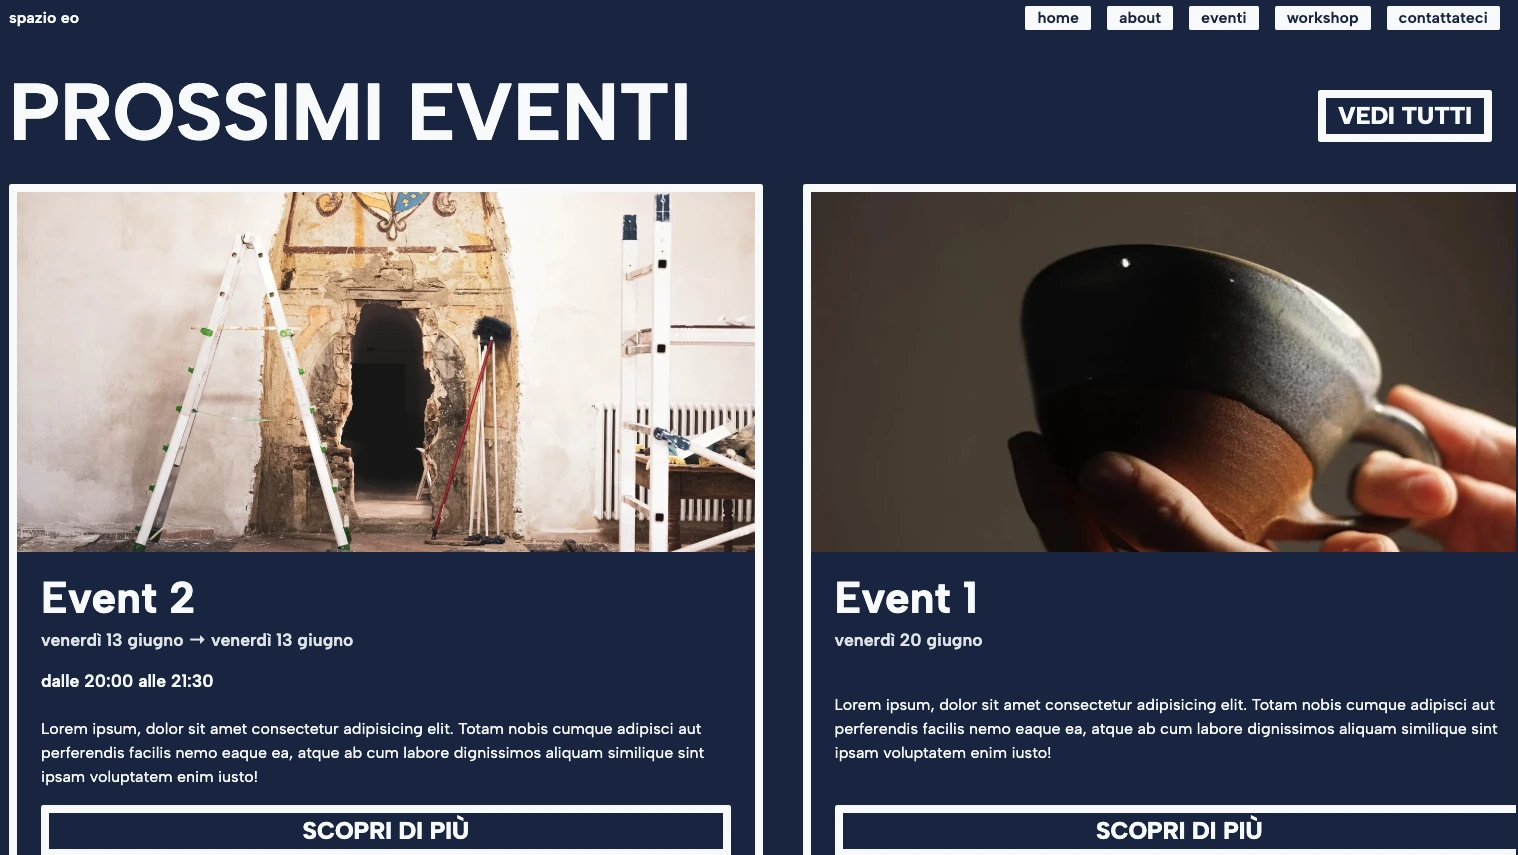 spazio eo
home
about
eventi
workshop
contattateci
PROSSIMI EVENTI
VEDI TUTTI
Event 2
venerdì 13 giugno → venerdì 13 giugno
dalle 20:00 alle 21:30
Lorem ipsum, dolor sit amet consectetur adipisicing elit. Totam nobis cumque adipisci aut
perferendis facilis nemo eaque ea, atque ab cum labore dignissimos aliquam similique sint
ipsam voluptatem enim iusto!
SCOPRI DI PIÙ
Event 1
venerdì 20 giugno
Lorem ipsum, dolor sit amet consectetur adipisicing elit. Totam nobis cumque adipisci aut
perferendis facilis nemo eaque ea, atque ab cum labore dignissimos aliquam similique sint
ipsam voluptatem enim iusto!
SCOPRI DI PIÙ